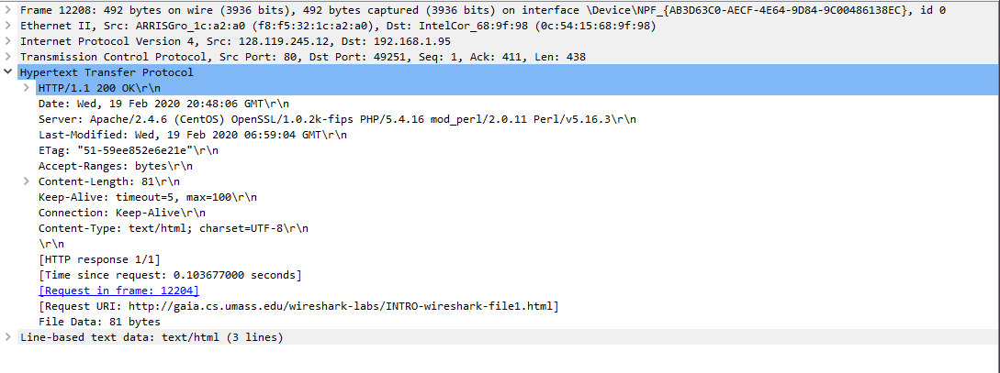 Frame 12208: 492 bytes on wire (3936 bits), 492 bytes captured (3936 bits) on interface \Device\NPF_{AB3D63C0-AECF-4E64-9D84-9C00486138EC}, id 0
Ethernet II, Src: ARRISGro_1c:a2:a0 (f8:f5:32:1c:a2:a0), Dst: IntelCor_68:9f:98 (0c:54:15:68:9f:98)
Internet Protocol Version 4, Src: 128.119.245.12, Dst: 192.168.1.95
Transmission Control Protocol, Src Port: 80, Dst Port: 49251, Seq: 1, Ack: 411, Len: 438
Hypertext Transfer Protocol
HTTP/1.1 200 OK\r\n
Date: Wed, 19 Feb 2020 20:48:06 GMT\r\n
Server: Apache/2.4.6 (CentOS) OpenSSL/1.0.2k-fips PHP/5.4.16 mod_perl/2.0.11 Perl/v5.16.3\r\n
Last-Modified: Wed, 19 Feb 2020 06:59:04 GMT\r\n
ETag: "51-59ee852e6e21e"\r\n
Accept-Ranges: bytes\r\n
Content-Length: 81\r\n
Keep-Alive: timeout=5, max=100\r\n
Connection: Keep-Alive\r\n
Content-Type: text/html; charset=UTF-8\r\n
\r\n
[HTTP response 1/1]
[Time since request: 0.103677000 seconds]
[Request in frame: 12204]
[Request URI: http://gaia.cs.umass.edu/wireshark-labs/INTRO-wireshark-file1.html]
File Data: 81 bytes
Line-based text data: text/html (3 lines)